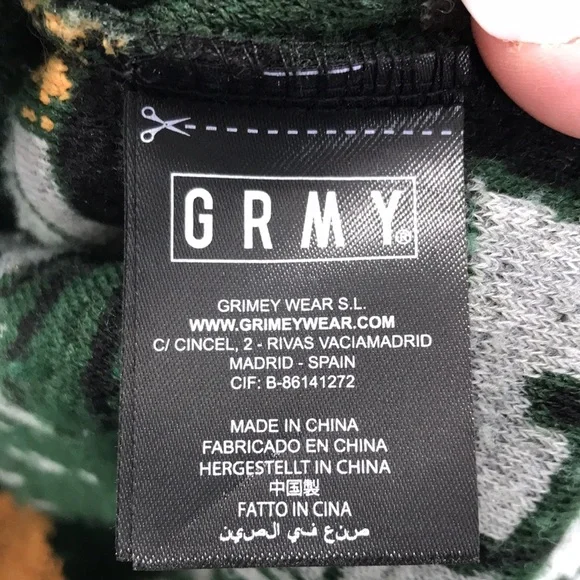 GRMY®
GRIMEY WEAR S.L.
WWW.GRIMEYWEAR.COM
C/ CINCEL, 2 - RIVAS VACIAMADRID
MADRID - SPAIN
CIF: B-86141272
MADE IN CHINA
FABRICADO EN CHINA
HERGESTELLT IN CHINA
中国製
FATTO IN CINA
صنع في الصين